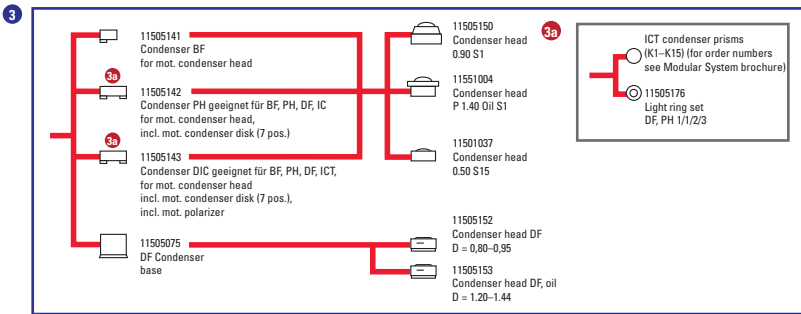 3
11505141
Condenser BF
for mot. condenser head
3a
11505142
Condenser PH geeignet für BF, PH, DF, IC
for mot. condenser head,
incl. mot. condenser disk (7 pos.)
3a
11505143
Condenser DIC geeignet für BF, PH, DF, ICT,
for mot. condenser head
incl. mot. condenser disk (7 pos.),
incl. mot. polarizer
11505075
DF Condenser
base
11505150
Condenser head
0.90 S1
11551004
Condenser head
P 1.40 Oil S1
11501037
Condenser head
0.50 S15
11505152
Condenser head DF
D = 0,80–0,95
11505153
Condenser head DF, oil
D = 1.20–1.44
3a
ICT condenser prisms
(K1–K15) (for order numbers
see Modular System brochure)
11505176
Light ring set
DF, PH 1/1/2/3